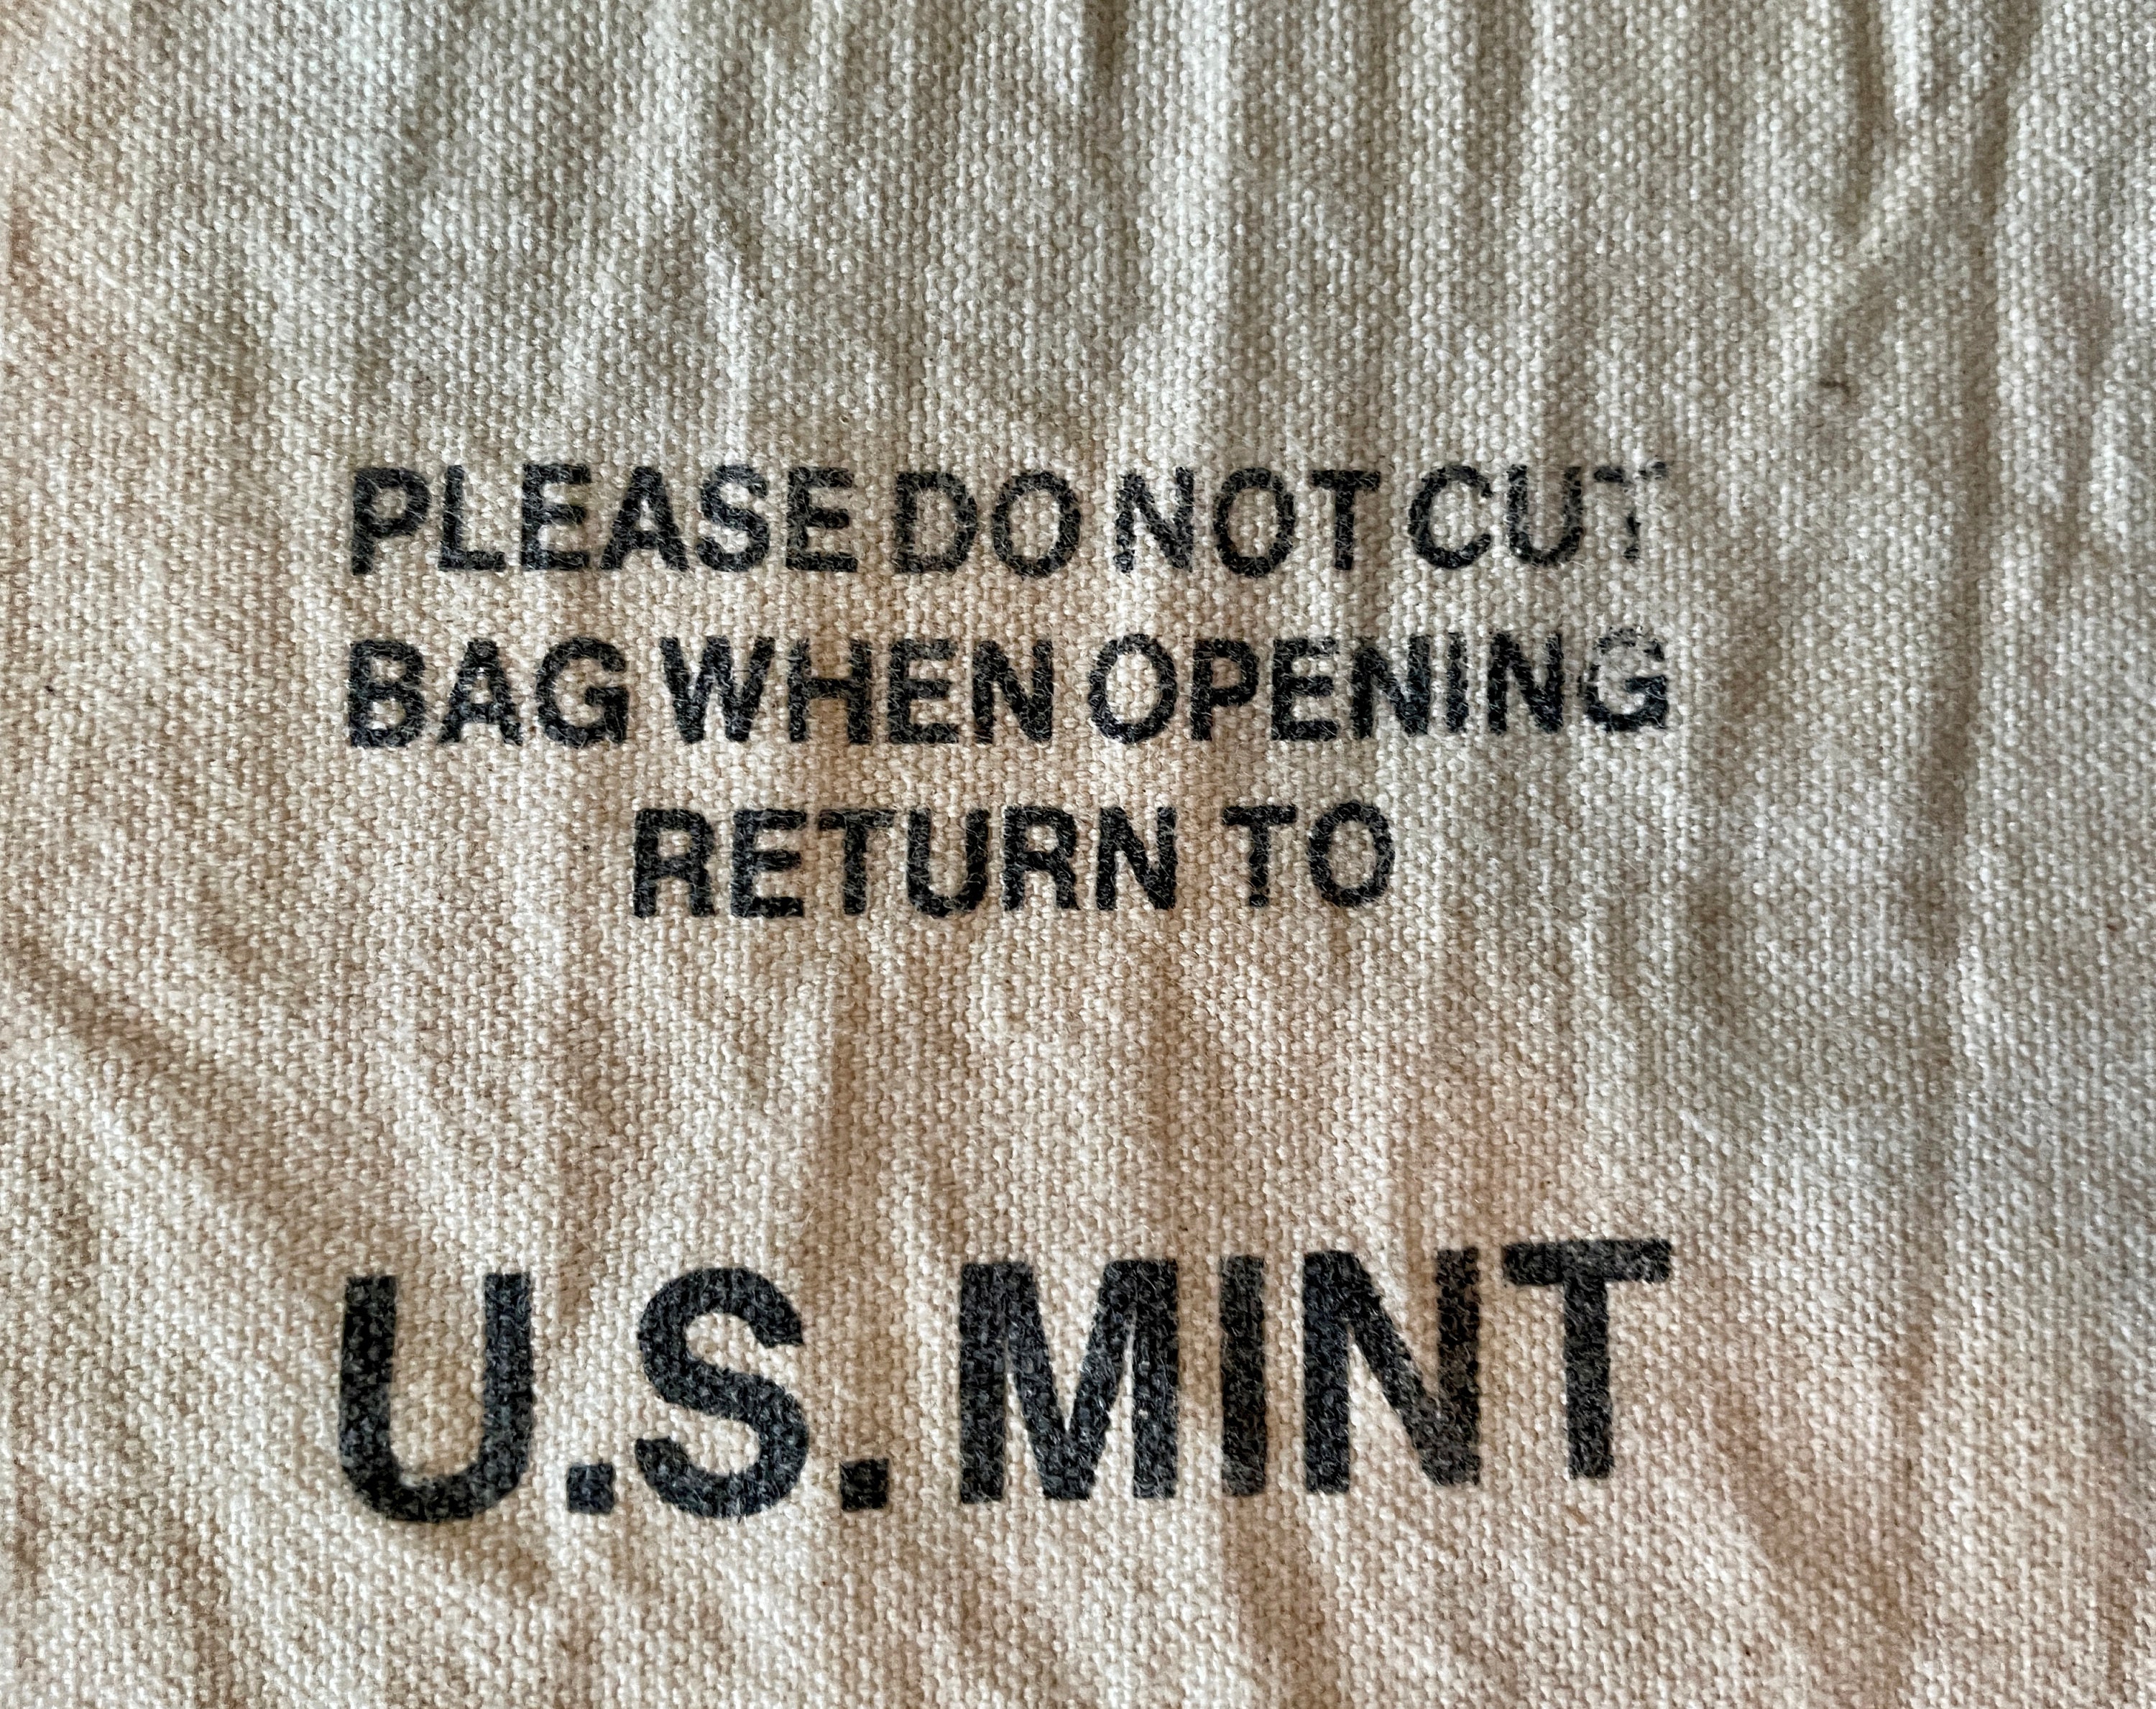 PLEASE DO NOT CUT
BAG WHEN OPENING
RETURN TO
U.S. MINT